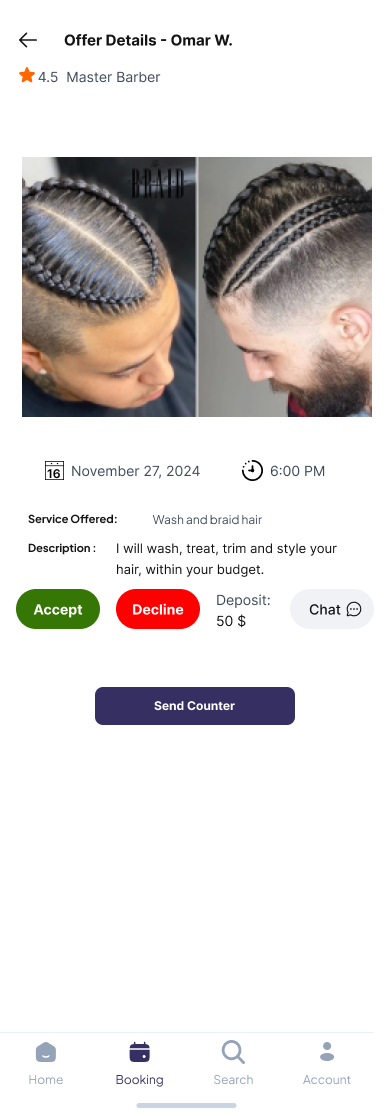 Offer Details - Omar W.
4.5 Master Barber
BRAID
November 27, 2024
16
6:00 PM
Service Offered:
Wash and braid hair
Description :
I will wash, treat, trim and style your
hair, within your budget.
Accept
Decline
Deposit:
50 $
Chat
Send Counter
Home
Booking
Search
Account